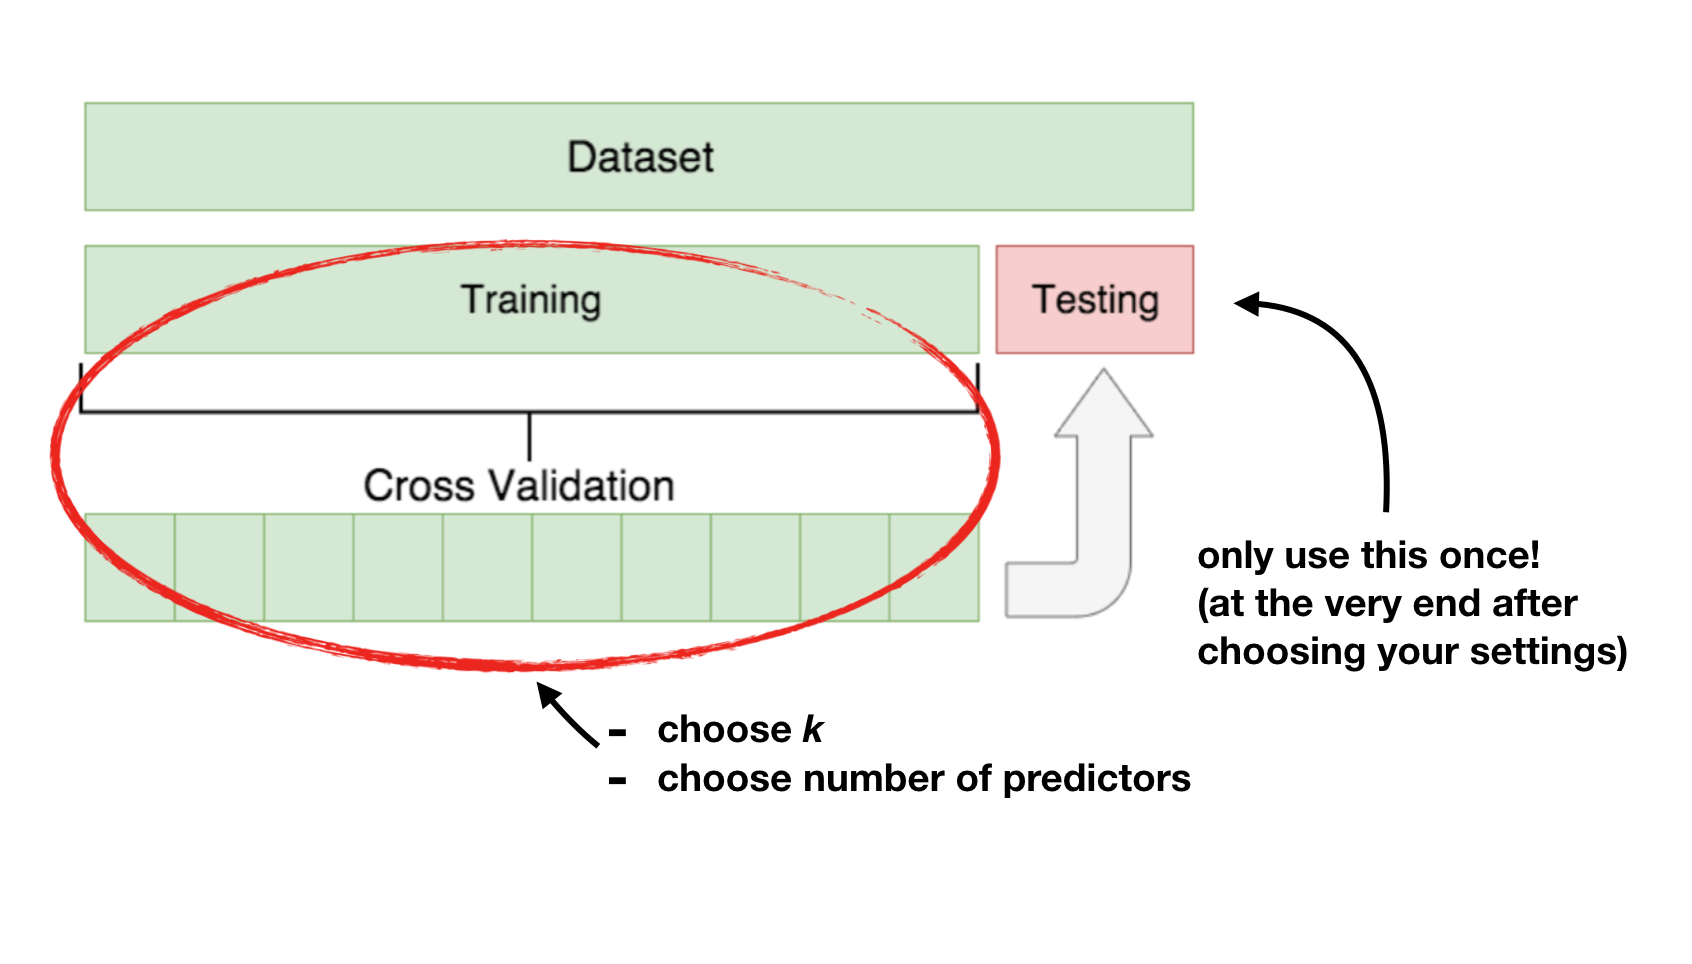 Dataset
Training
Testing
Cross Validation
only use this once!
(at the very end after
choosing your settings)
- choose k
- choose number of predictors